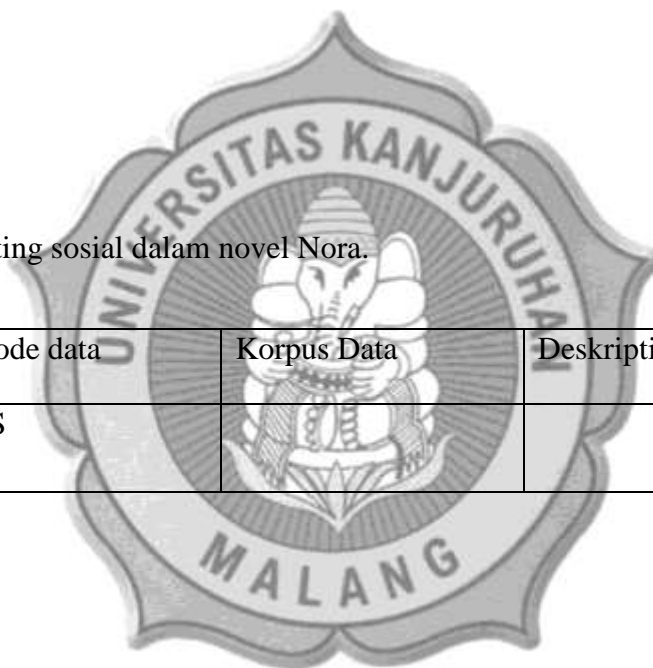 UNIVERSITAS KANJURUHAN
ting sosial dalam novel Nora.
ode data Korpus Data Deskripti
S
MALANG